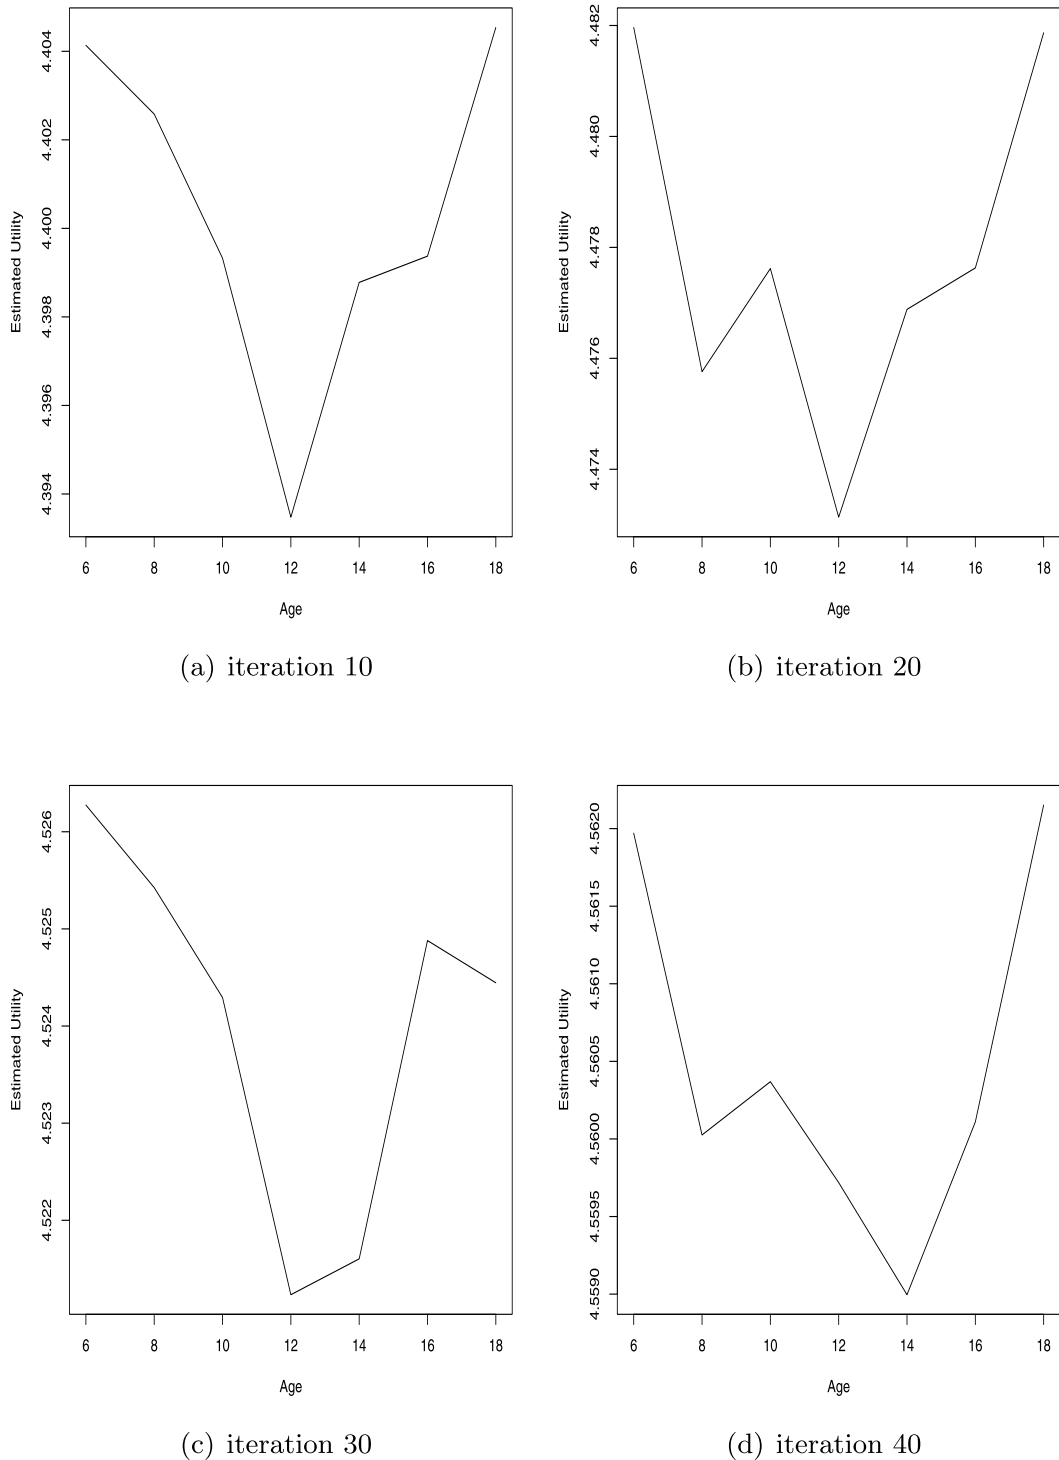 4.404
4.402
4.400
4.398
4.396
4.394
Estimated Utility
6 8 10 12 14 16 18
Age
(a) iteration 10
4.482
4.480
4.478
4.476
4.474
Estimated Utility
6 8 10 12 14 16 18
Age
(b) iteration 20
4.526
4.525
4.524
4.523
4.522
Estimated Utility
6 8 10 12 14 16 18
Age
(c) iteration 30
4.5620
4.5615
4.5610
4.5605
4.5600
4.5595
4.5590
Estimated Utility
6 8 10 12 14 16 18
Age
(d) iteration 40